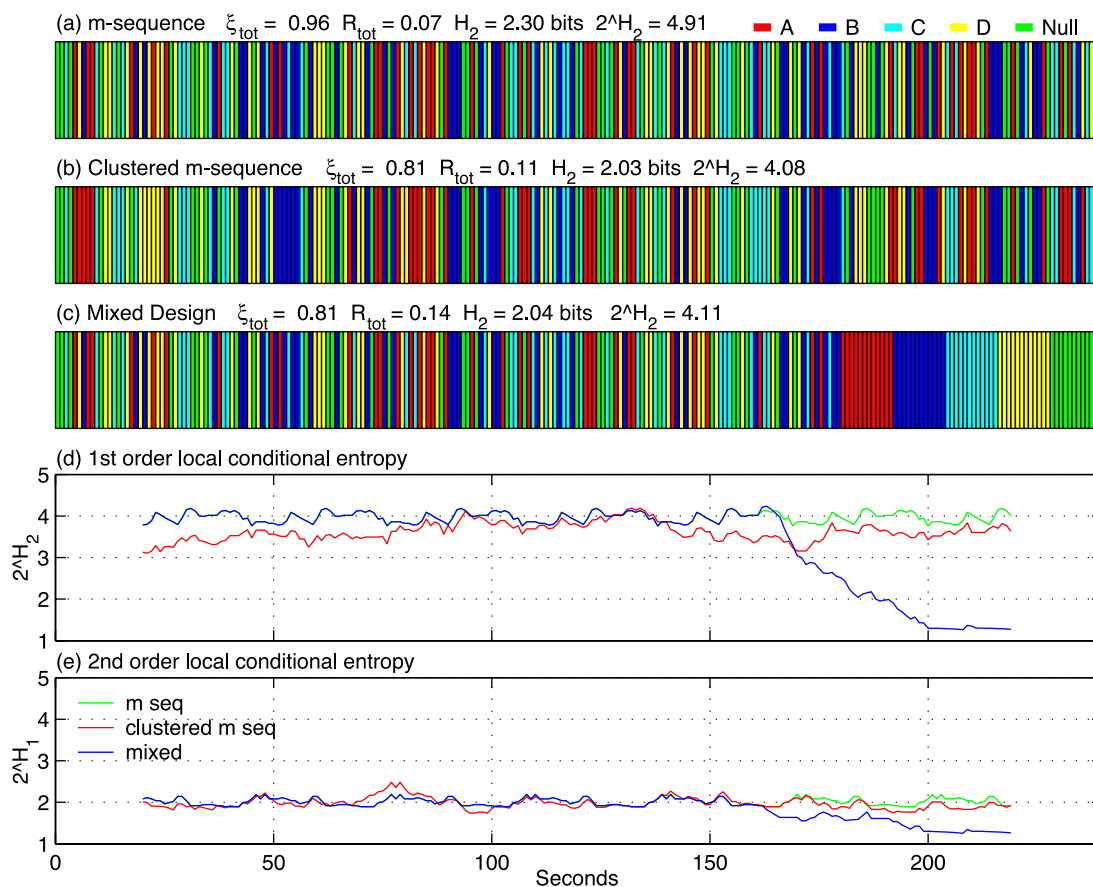 (a) m-sequence ξtot = 0.96 Rtot = 0.07 H2 = 2.30 bits 2^H2 = 4.91
A B C D Null
(b) Clustered m-sequence ξtot = 0.81 Rtot = 0.11 H2 = 2.03 bits 2^H2 = 4.08
(c) Mixed Design ξtot = 0.81 Rtot = 0.14 H2 = 2.04 bits 2^H2 = 4.11
(d) 1st order local conditional entropy
5
4
3
2
1
2^H2
(e) 2nd order local conditional entropy
5
4
3
2
1
2^H1
m seq
clustered m seq
mixed
0 50 100 150 200
Seconds